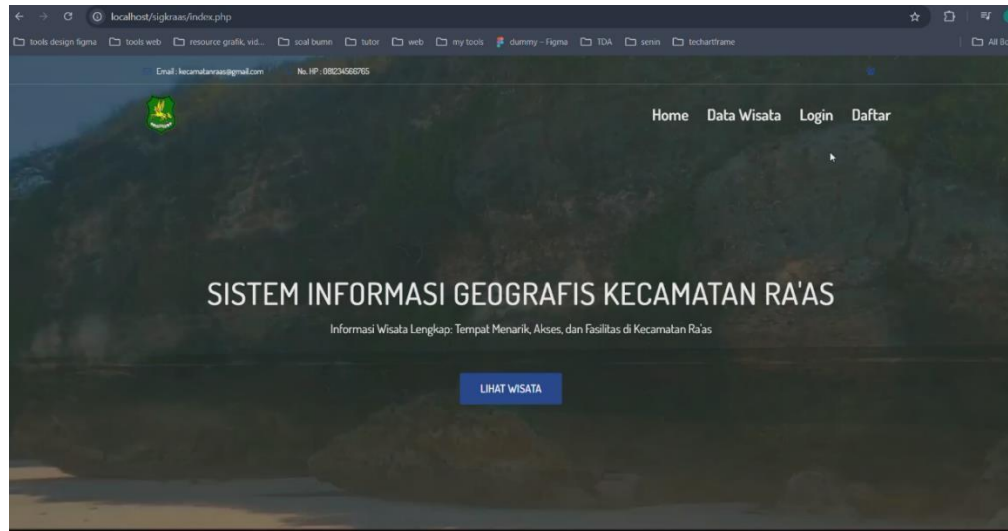 localhost/sigkraas/index.php
tools design figma tools web resource grafik, vid... soal bumn tutor web my tools dummy – Figma TDA senin techartframe All Bo
Email : kecamatanraas@gmail.com No. HP : 081234566765
Home Data Wisata Login Daftar
SISTEM INFORMASI GEOGRAFIS KECAMATAN RA'AS
Informasi Wisata Lengkap: Tempat Menarik, Akses, dan Fasilitas di Kecamatan Ra'as
LIHAT WISATA